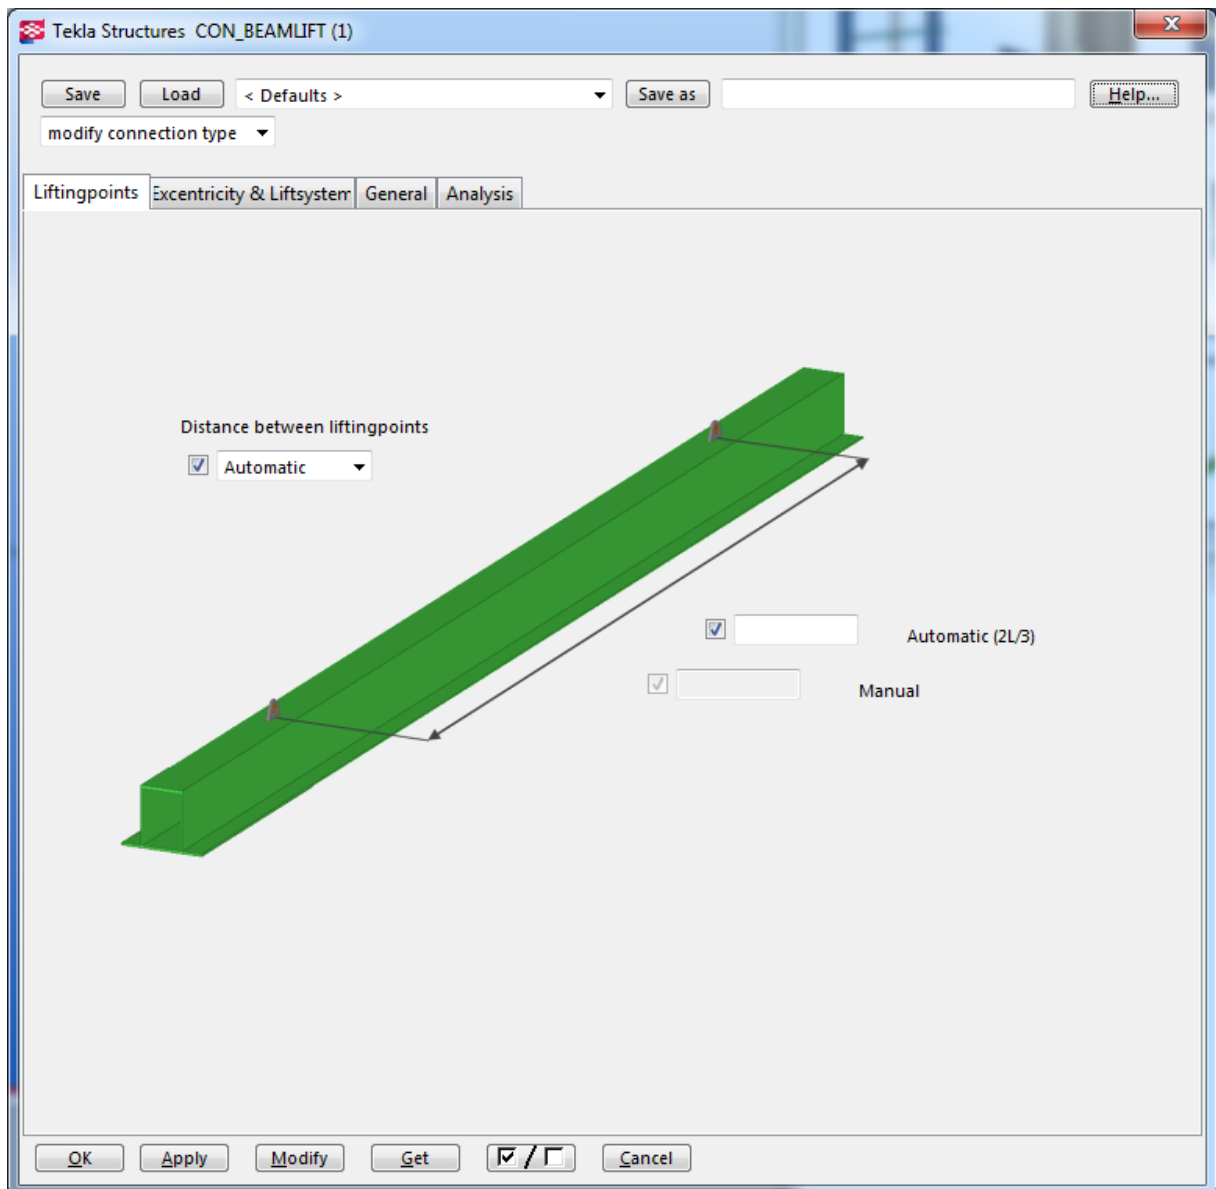 Tekla Structures CON_BEAMLIFT (1)
Save Load < Defaults > Save as Help...
modify connection type
Liftingpoints Excentricity & Liftsystem General Analysis
Distance between liftingpoints
Automatic
Automatic (2L/3)
Manual
OK Apply Modify Get / Cancel